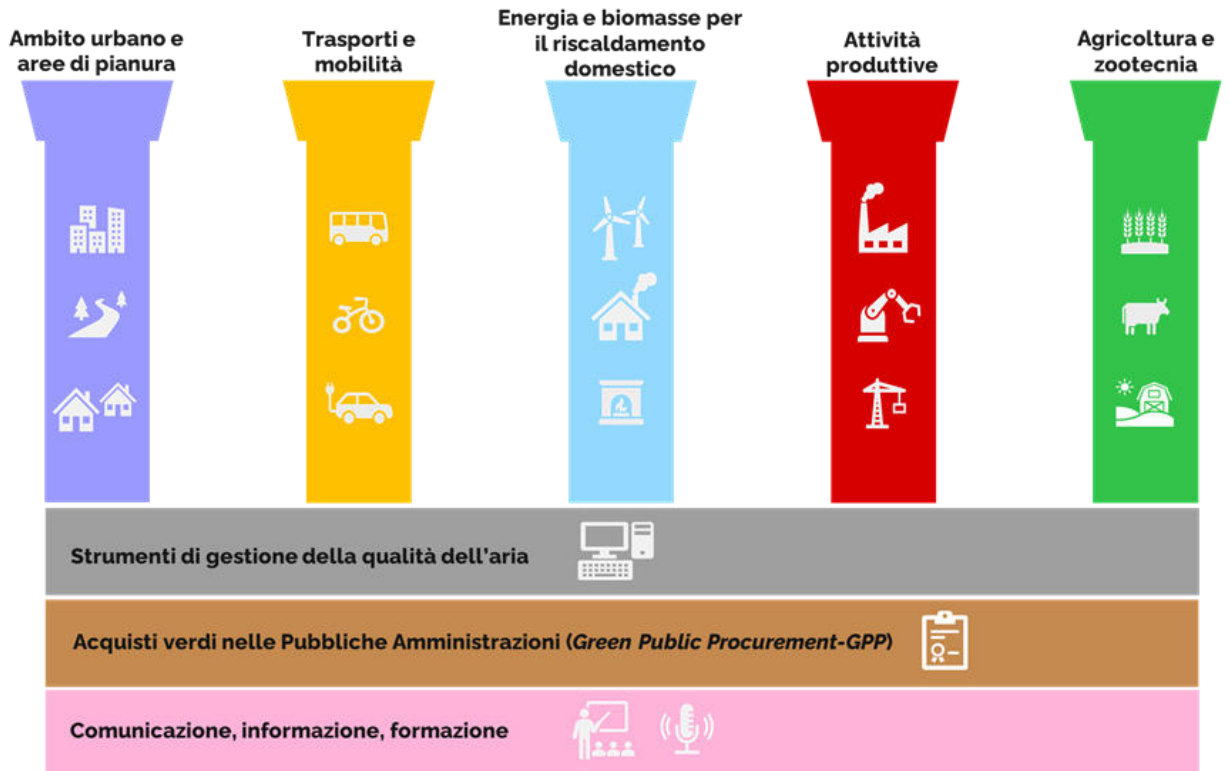 Ambito urbano e
aree di pianura
Trasporti e
mobilità
Energia e biomasse per
il riscaldamento
domestico
Attività
produttive
Agricoltura e
zootecnia
Strumenti di gestione della qualità dell'aria
Acquisti verdi nelle Pubbliche Amministrazioni (Green Public Procurement-GPP)
Comunicazione, informazione, formazione